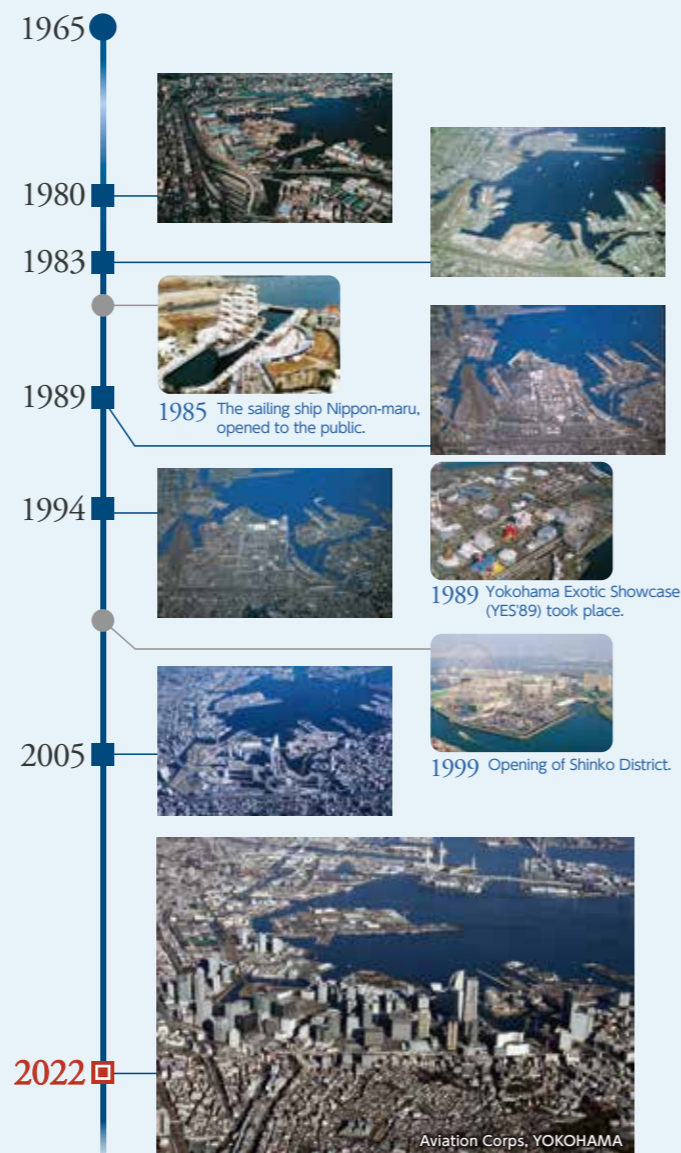 1965
1980
1983
1985 The sailing ship Nippon-maru,
opened to the public.
1989
1994
1989 Yokohama Exotic Showcase
(YES'89) took place.
1999 Opening of Shinko District.
2005
2022
Aviation Corps, YOKOHAMA